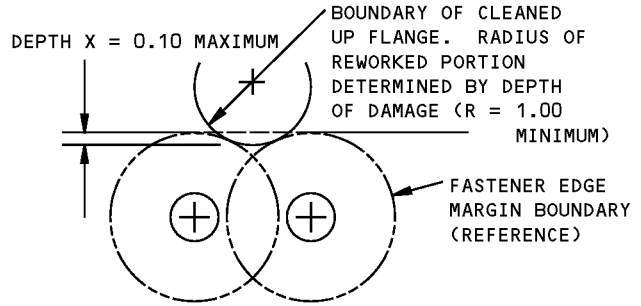 DEPTH X = 0.10 MAXIMUM
BOUNDARY OF CLEANED
UP FLANGE. RADIUS OF
REWORKED PORTION
DETERMINED BY DEPTH
OF DAMAGE (R = 1.00
MINIMUM)
FASTENER EDGE
MARGIN BOUNDARY
(REFERENCE)